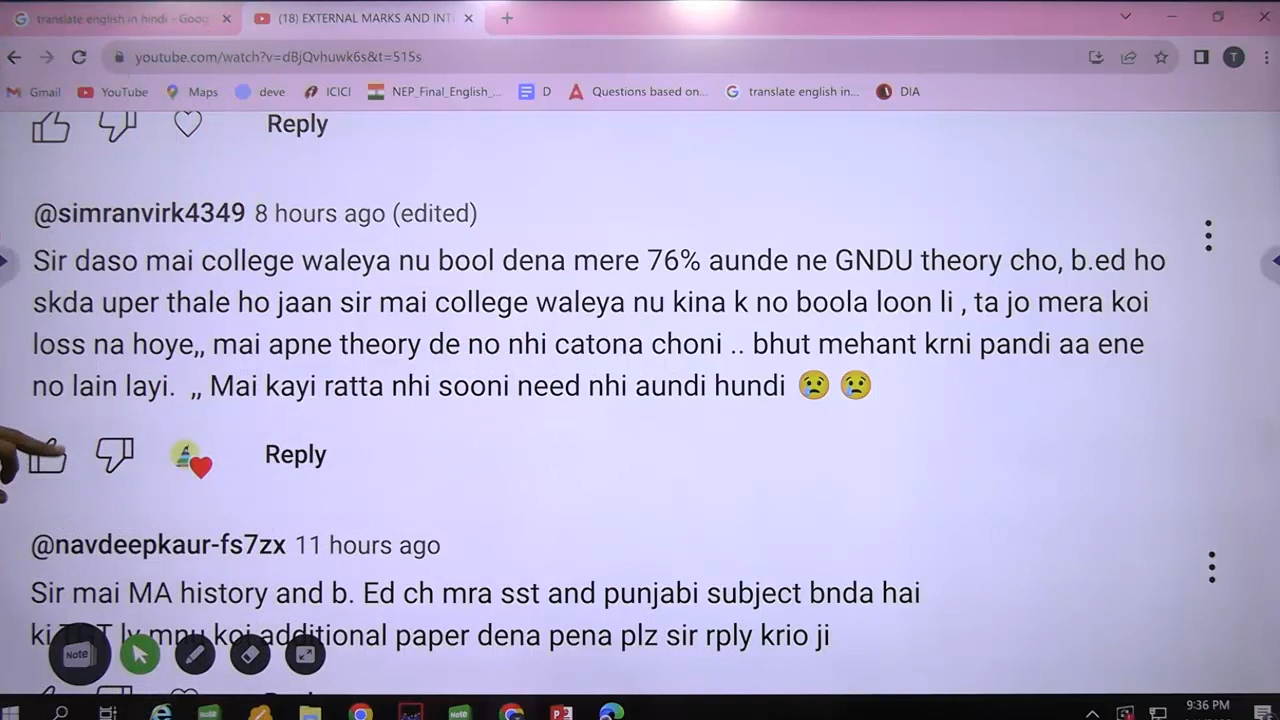 translate english in hindi - Goog
(18) EXTERNAL MARKS AND INT
youtube.com/watch?v=dBjQvhuwk6s&t=515s
T
Gmail YouTube Maps deve ICICI NEP_Final_English_... D Questions based on... translate english in... DIA
Reply
@simranvirk4349 8 hours ago (edited)
Sir daso mai college waleya nu bool dena mere 76% aunde ne GNDU theory cho, b.ed ho
skda uper thale ho jaan sir mai college waleya nu kina k no boola loon li , ta jo mera koi
loss na hoye,, mai apne theory de no nhi catona choni .. bhut mehant krni pandi aa ene
no lain layi. ,, Mai kayi ratta nhi sooni need nhi aundi hundi 😢 😢
Reply
@navdeepkaur-fs7zx 11 hours ago
Sir mai MA history and b. Ed ch mra sst and punjabi subject bnda hai
ki TGT ly mnu koi additional paper dena pena plz sir rply krio ji
Note
Note
9:36 PM